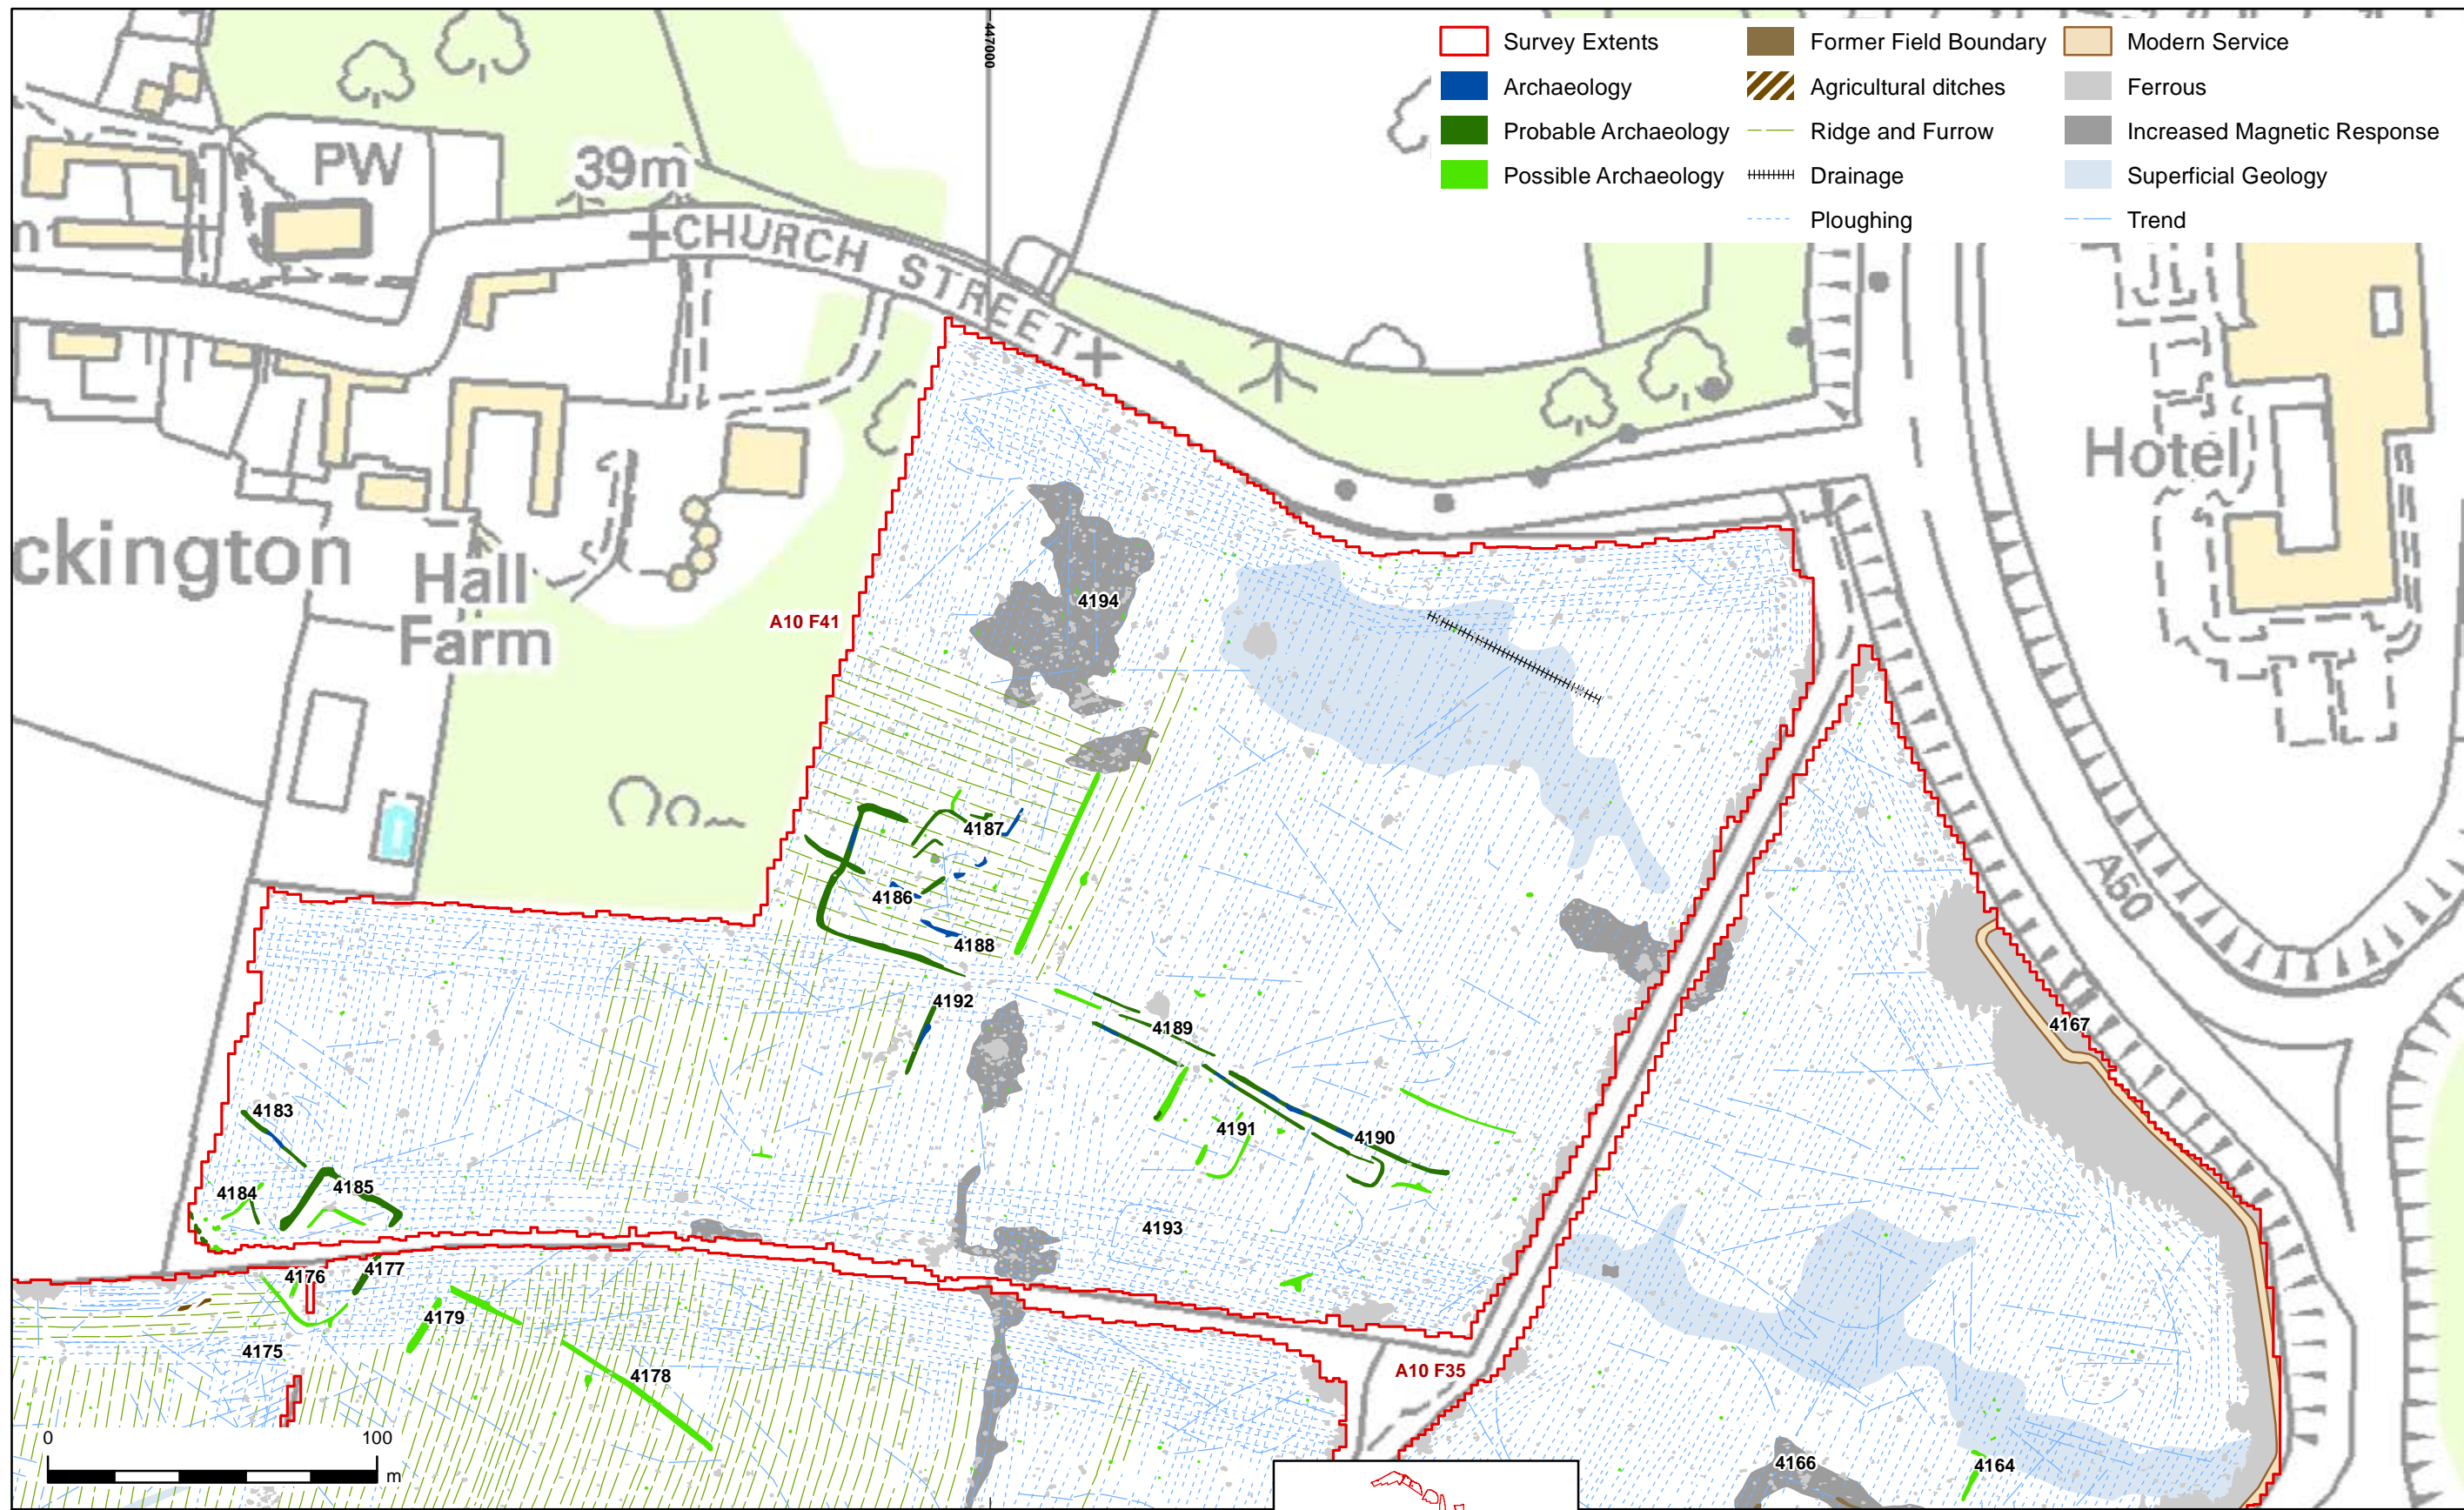 447000
Survey Extents
Archaeology
Probable Archaeology
Possible Archaeology
Former Field Boundary
Agricultural ditches
Ridge and Furrow
Drainage
Ploughing
Modern Service
Ferrous
Increased Magnetic Response
Superficial Geology
Trend
PW
39m
CHURCH STREET
n
ckington
Hall
Farm
Hotel
A50
A10 F41
4194
4187
4186
4188
4192
4189
4190
4191
4193
4167
4183
4184
4185
4176
4177
4179
4175
4178
A10 F35
4166
4164
0 100
m